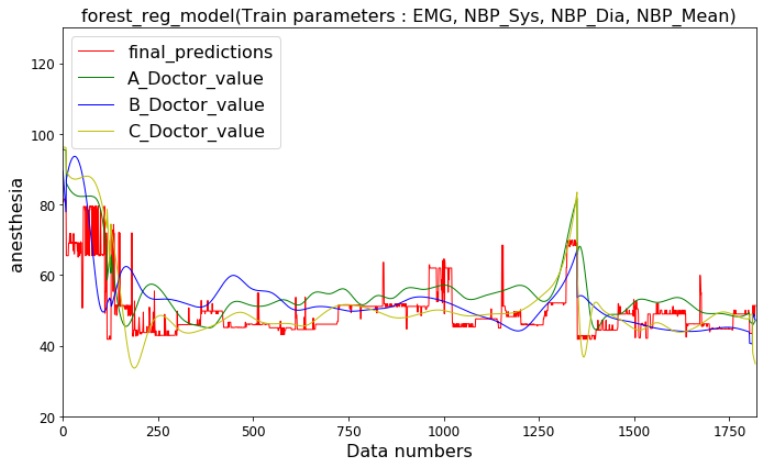 forest_reg_model(Train parameters : EMG, NBP_Sys, NBP_Dia, NBP_Mean)
final_predictions
A_Doctor_value
B_Doctor_value
C_Doctor_value
anesthesia
120
100
80
60
40
20
0 250 500 750 1000 1250 1500 1750
Data numbers